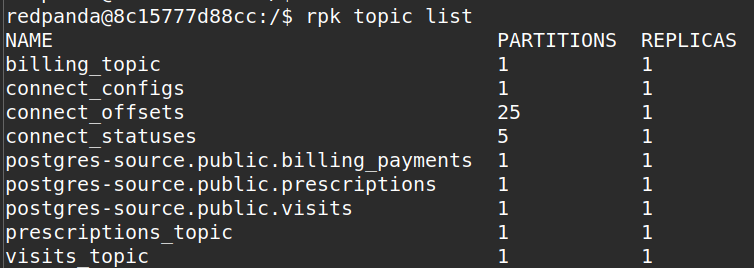 redpanda@8c15777d88cc:/$ rpk topic list
NAME                                    PARTITIONS  REPLICAS
billing_topic                           1           1
connect_configs                         1           1
connect_offsets                         25          1
connect_statuses                        5           1
postgres-source.public.billing_payments  1           1
postgres-source.public.prescriptions    1           1
postgres-source.public.visits           1           1
prescriptions_topic                     1           1
visits_topic                            1           1